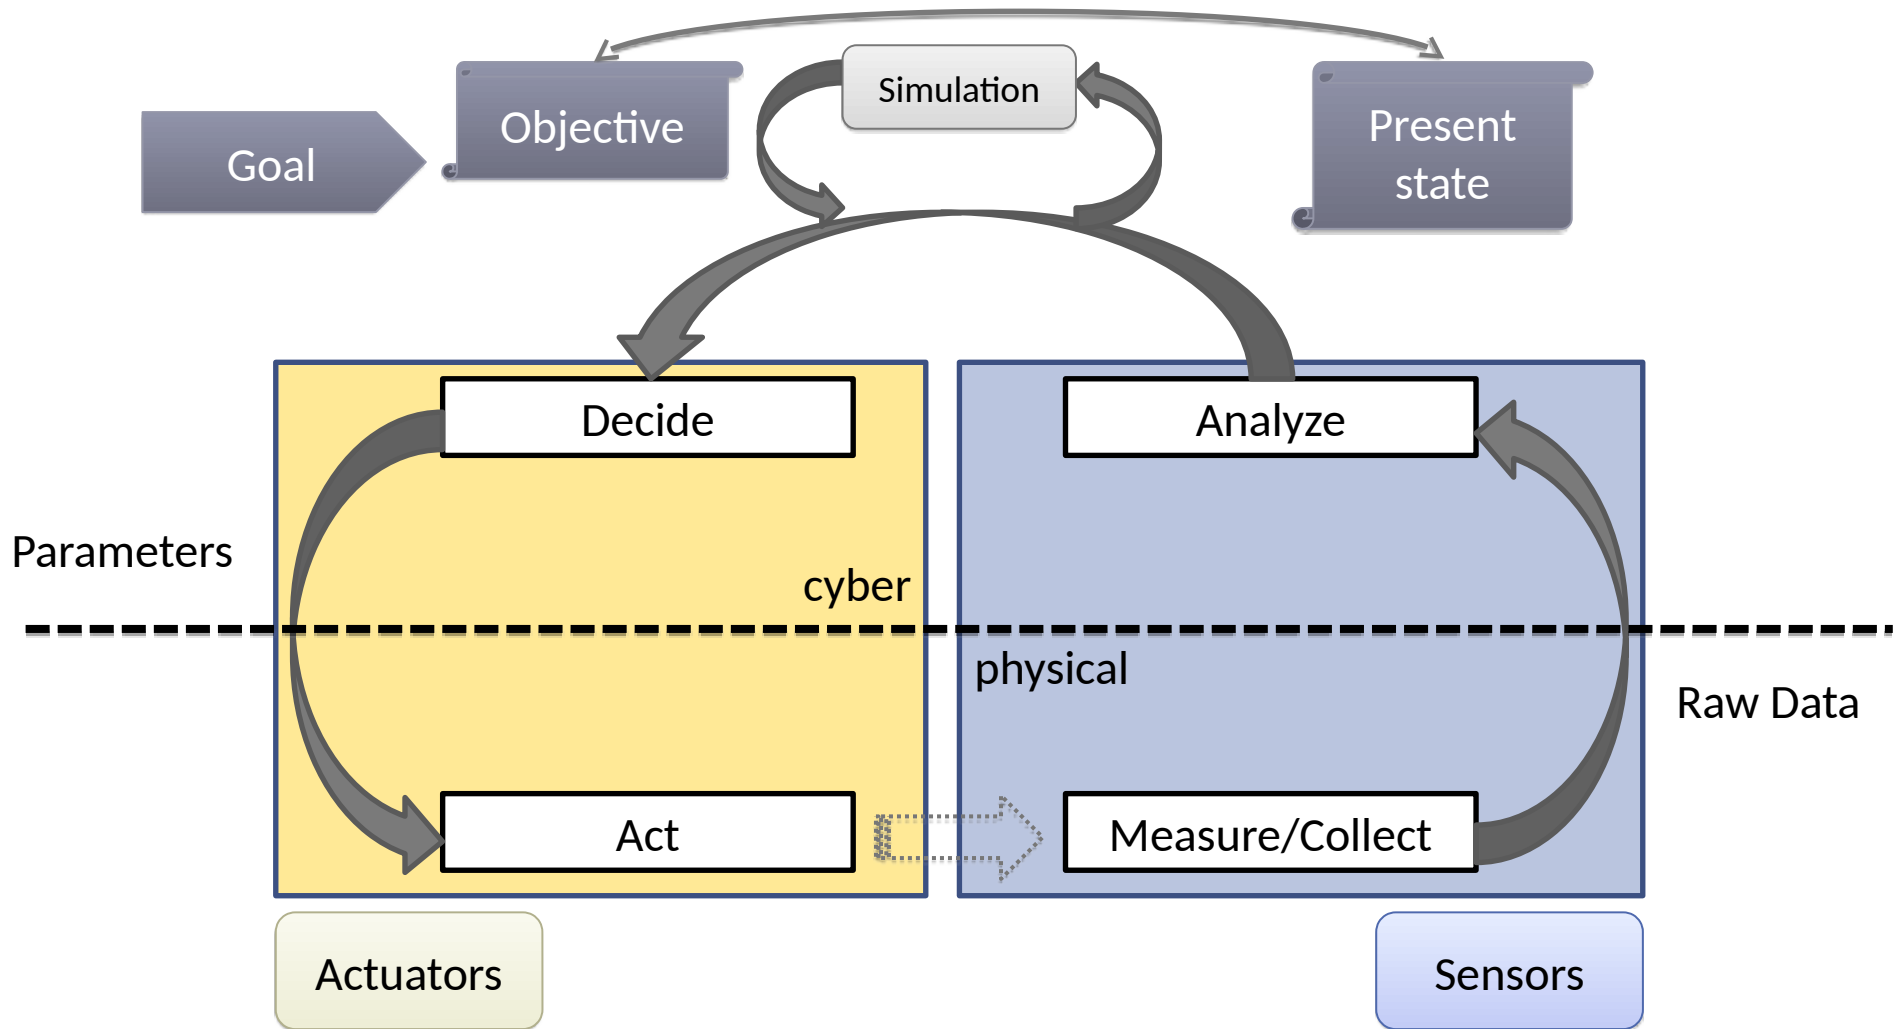 Simulation
Objective
Goal
Present
state
Decide
Analyze
Parameters
cyber
physical
Raw Data
Act
Measure/Collect
Actuators
Sensors